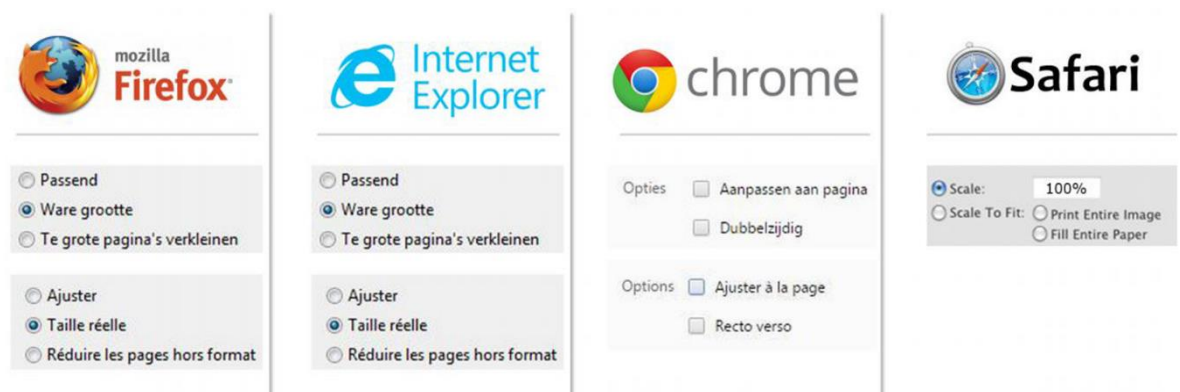 mozilla
Firefox
Passend
Ware grootte
Te grote pagina's verkleinen
Ajuster
Taille réelle
Réduire les pages hors format
Internet
Explorer
Passend
Ware grootte
Te grote pagina's verkleinen
Ajuster
Taille réelle
Réduire les pages hors format
chrome
Opties Aanpassen aan pagina
Dubbelzijdig
Options Ajuster à la page
Recto verso
Safari
Scale: 100%
Scale To Fit: Print Entire Image
Fill Entire Paper